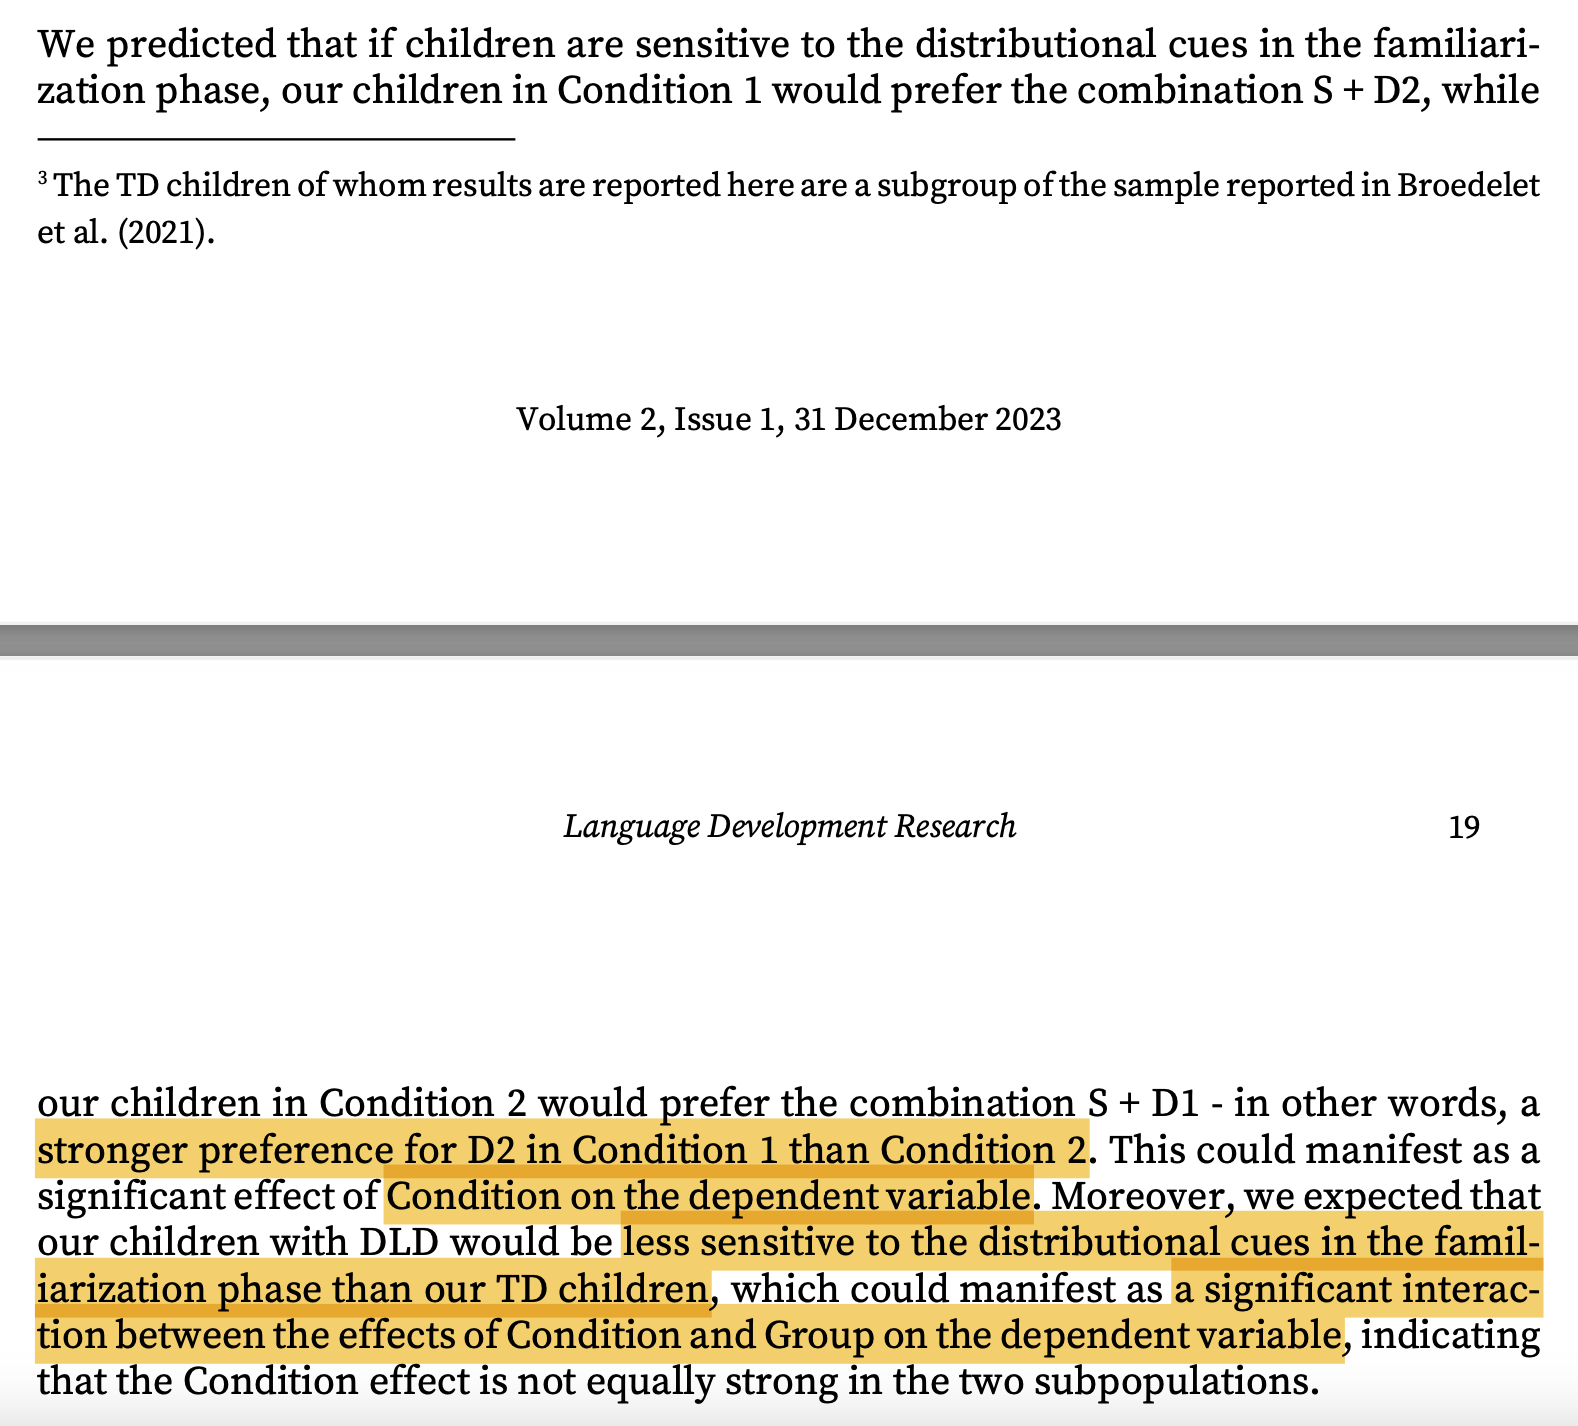 We predicted that if children are sensitive to the distributional cues in the familiari-
zation phase, our children in Condition 1 would prefer the combination S + D2, while
³ The TD children of whom results are reported here are a subgroup of the sample reported in Broedelet
et al. (2021).
Volume 2, Issue 1, 31 December 2023
Language Development Research 19
our children in Condition 2 would prefer the combination S + D1 - in other words, a
stronger preference for D2 in Condition 1 than Condition 2. This could manifest as a
significant effect of Condition on the dependent variable. Moreover, we expected that
our children with DLD would be less sensitive to the distributional cues in the famil-
iarization phase than our TD children, which could manifest as a significant interac-
tion between the effects of Condition and Group on the dependent variable, indicating
that the Condition effect is not equally strong in the two subpopulations.